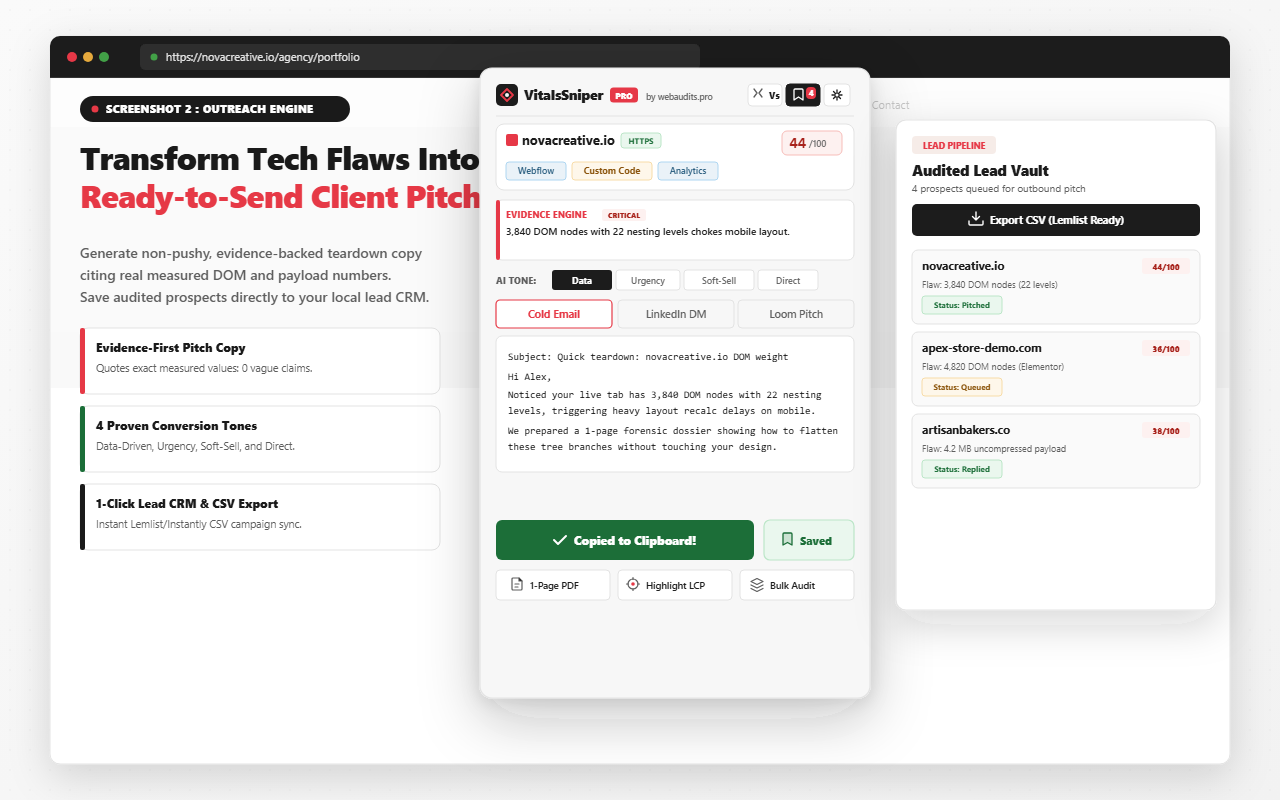 https://novacreative.io/agency/portfolio
SCREENSHOT 2 : OUTREACH ENGINE
Transform Tech Flaws Into
Ready-to-Send Client Pitch
Generate non-pushy, evidence-backed teardown copy
citing real measured DOM and payload numbers.
Save audited prospects directly to your local lead CRM.
Evidence-First Pitch Copy
Quotes exact measured values: 0 vague claims.
4 Proven Conversion Tones
Data-Driven, Urgency, Soft-Sell, and Direct.
1-Click Lead CRM & CSV Export
Instant Lemlist/Instantly CSV campaign sync.
VitalsSniper PRO by webaudits.pro Vs 4
novacreative.io HTTPS 44 /100
Webflow Custom Code Analytics
EVIDENCE ENGINE CRITICAL
3,840 DOM nodes with 22 nesting levels chokes mobile layout.
AI TONE: Data Urgency Soft-Sell Direct
Cold Email LinkedIn DM Loom Pitch
Subject: Quick teardown: novacreative.io DOM weight
Hi Alex,
Noticed your live tab has 3,840 DOM nodes with 22 nesting
levels, triggering heavy layout recalc delays on mobile.
We prepared a 1-page forensic dossier showing how to flatten
these tree branches without touching your design.
Copied to Clipboard! Saved
1-Page PDF Highlight LCP Bulk Audit
Contact
LEAD PIPELINE
Audited Lead Vault
4 prospects queued for outbound pitch
Export CSV (Lemlist Ready)
novacreative.io 44/100
Flaw: 3,840 DOM nodes (22 levels)
Status: Pitched
apex-store-demo.com 36/100
Flaw: 4,820 DOM nodes (Elementor)
Status: Queued
artisanbakers.co 38/100
Flaw: 4.2 MB uncompressed payload
Status: Replied